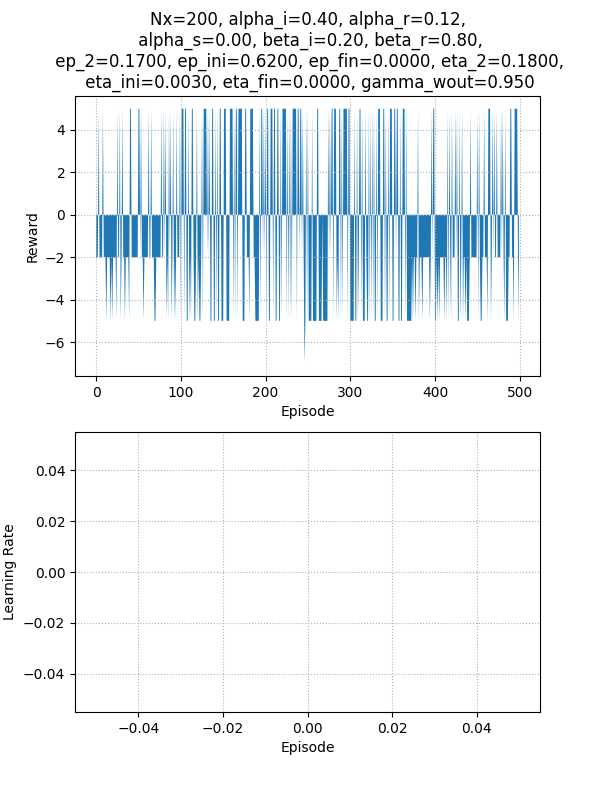 Nx=200, alpha_i=0.40, alpha_r=0.12,
alpha_s=0.00, beta_i=0.20, beta_r=0.80,
ep_2=0.1700, ep_ini=0.6200, ep_fin=0.0000, eta_2=0.1800,
eta_ini=0.0030, eta_fin=0.0000, gamma_wout=0.950
4
2
0
−2
−4
−6
Reward
0 100 200 300 400 500
Episode
0.04
0.02
0.00
−0.02
−0.04
Learning Rate
−0.04 −0.02 0.00 0.02 0.04
Episode